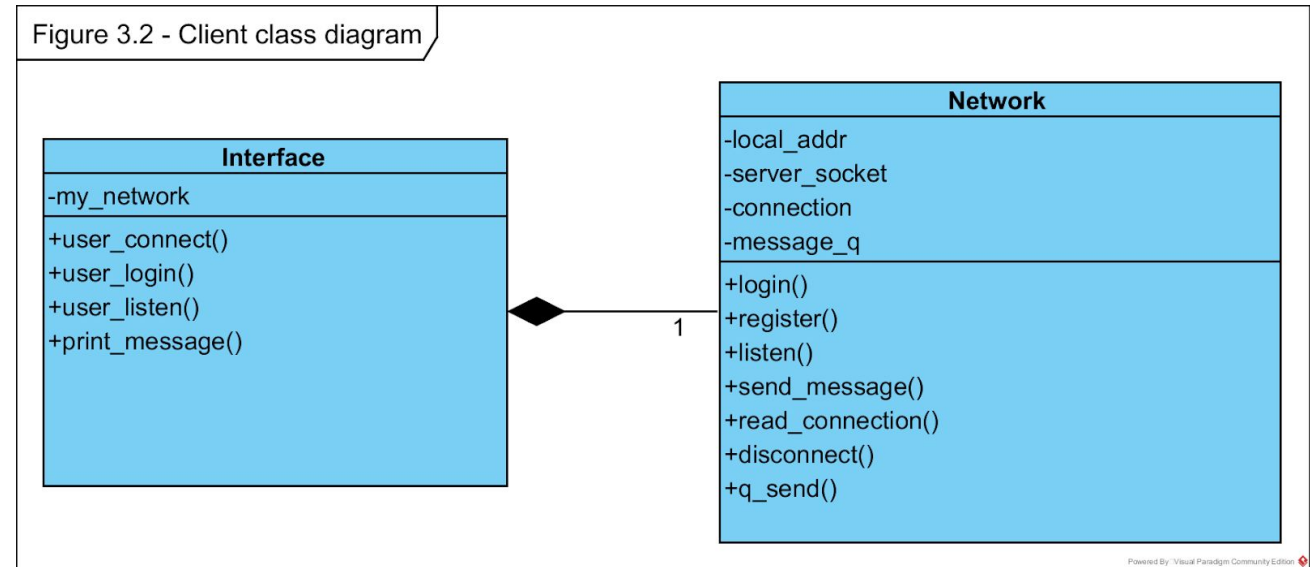 Figure 3.2 - Client class diagram
Interface
-my_network
+user_connect()
+user_login()
+user_listen()
+print_message()
1
Network
-local_addr
-server_socket
-connection
-message_q
+login()
+register()
+listen()
+send_message()
+read_connection()
+disconnect()
+q_send()
Powered By Visual Paradigm Community Edition